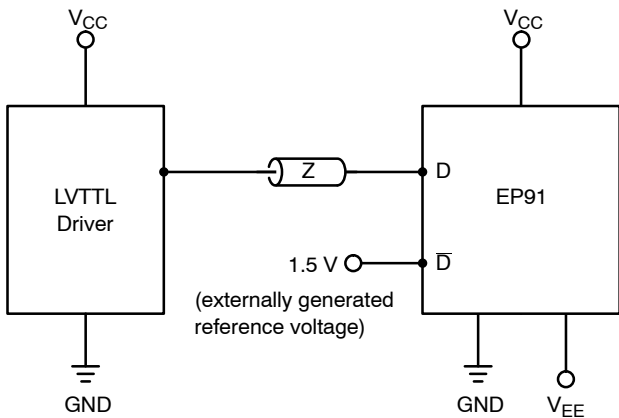 VCC
VCC
LVTTL
Driver
Z
D
EP91
1.5 V
D̅
(externally generated
reference voltage)
GND
GND
VEE